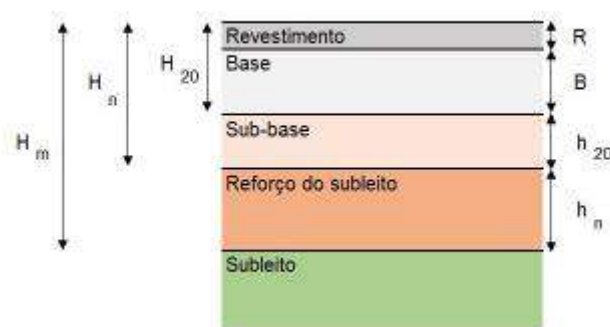 Revestimento
R
Base
H 20
B
H n
Sub-base
H m
h 20
Reforço do subleito
h n
Subleito